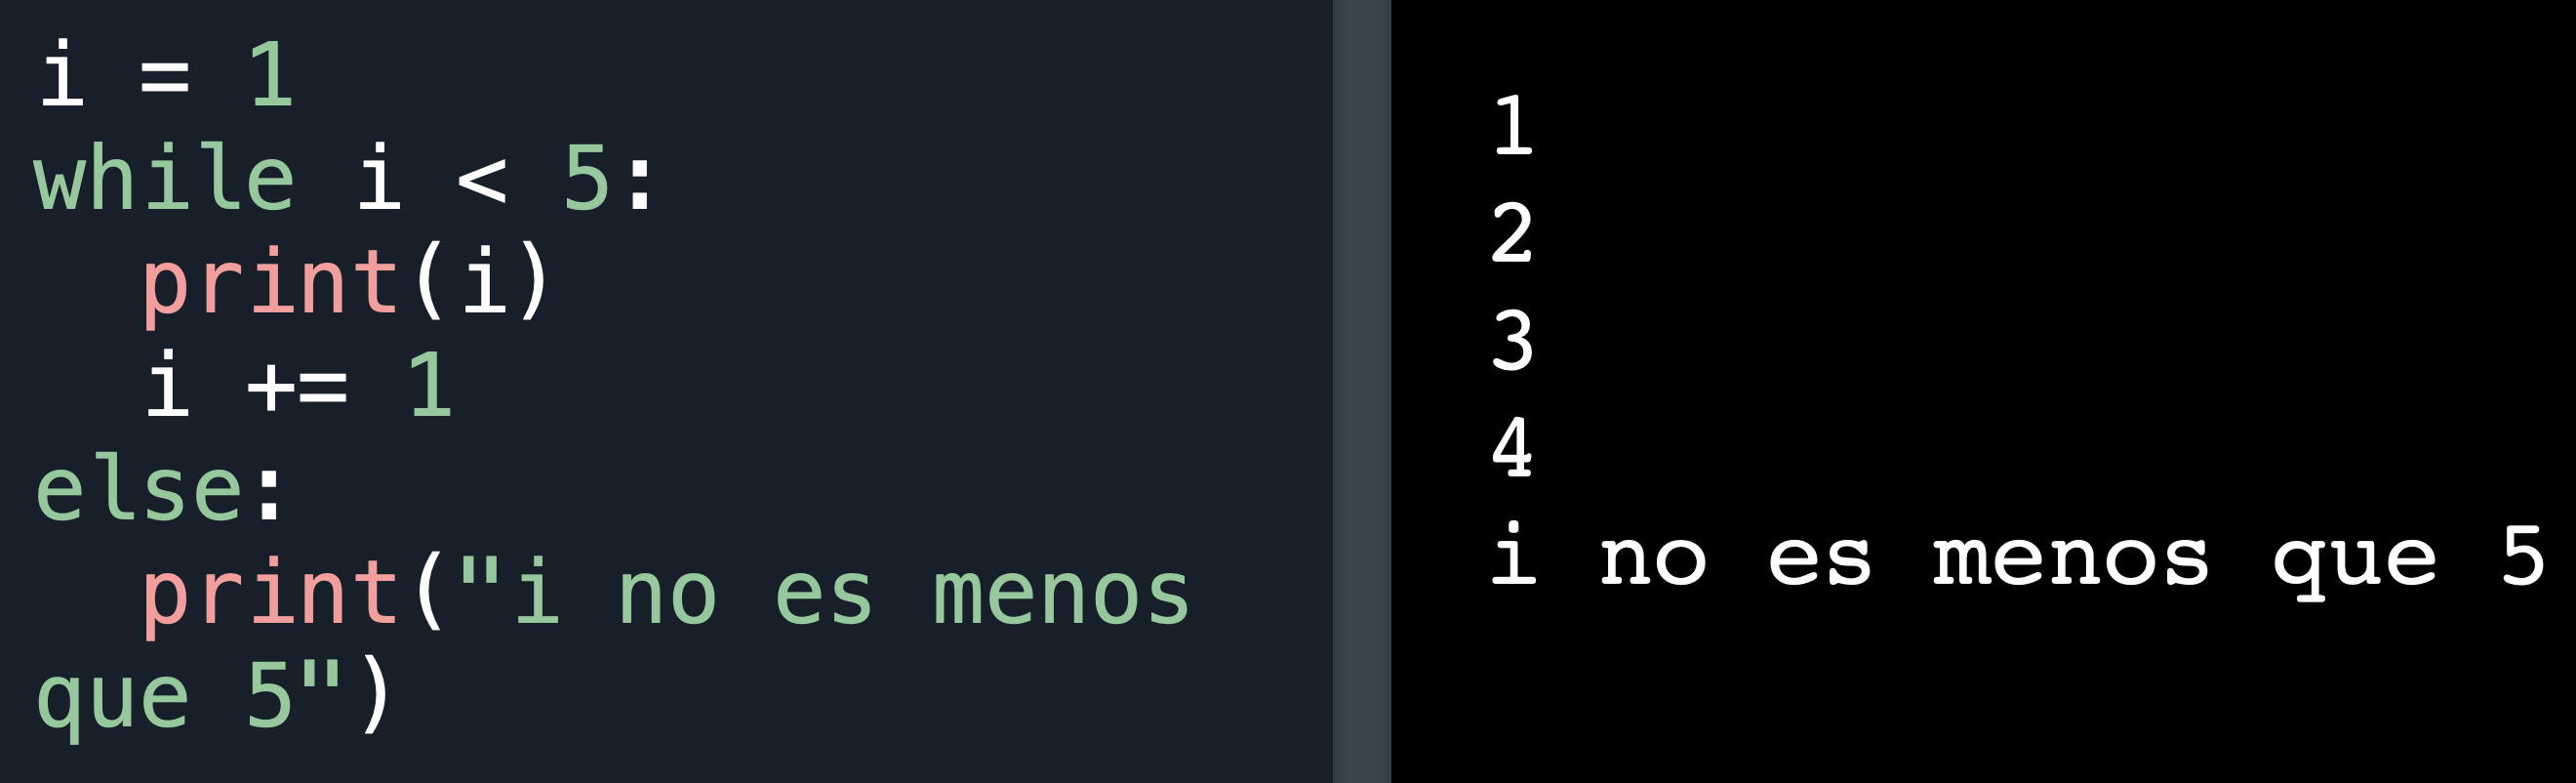 i = 1
while i < 5:
  print(i)
  i += 1
else:
  print("i no es menos
que 5")
1
2
3
4
i no es menos que 5